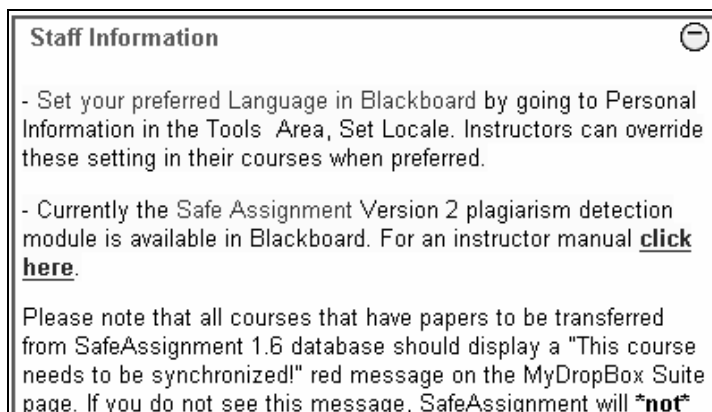 Staff Information
- Set your preferred Language in Blackboard by going to Personal
Information in the Tools Area, Set Locale. Instructors can override
these setting in their courses when preferred.
- Currently the Safe Assignment Version 2 plagiarism detection
module is available in Blackboard. For an instructor manual click
here.
Please note that all courses that have papers to be transferred
from SafeAssignment 1.6 database should display a "This course
needs to be synchronized!" red message on the MyDropBox Suite
page. If you do not see this message, SafeAssignment will *not*